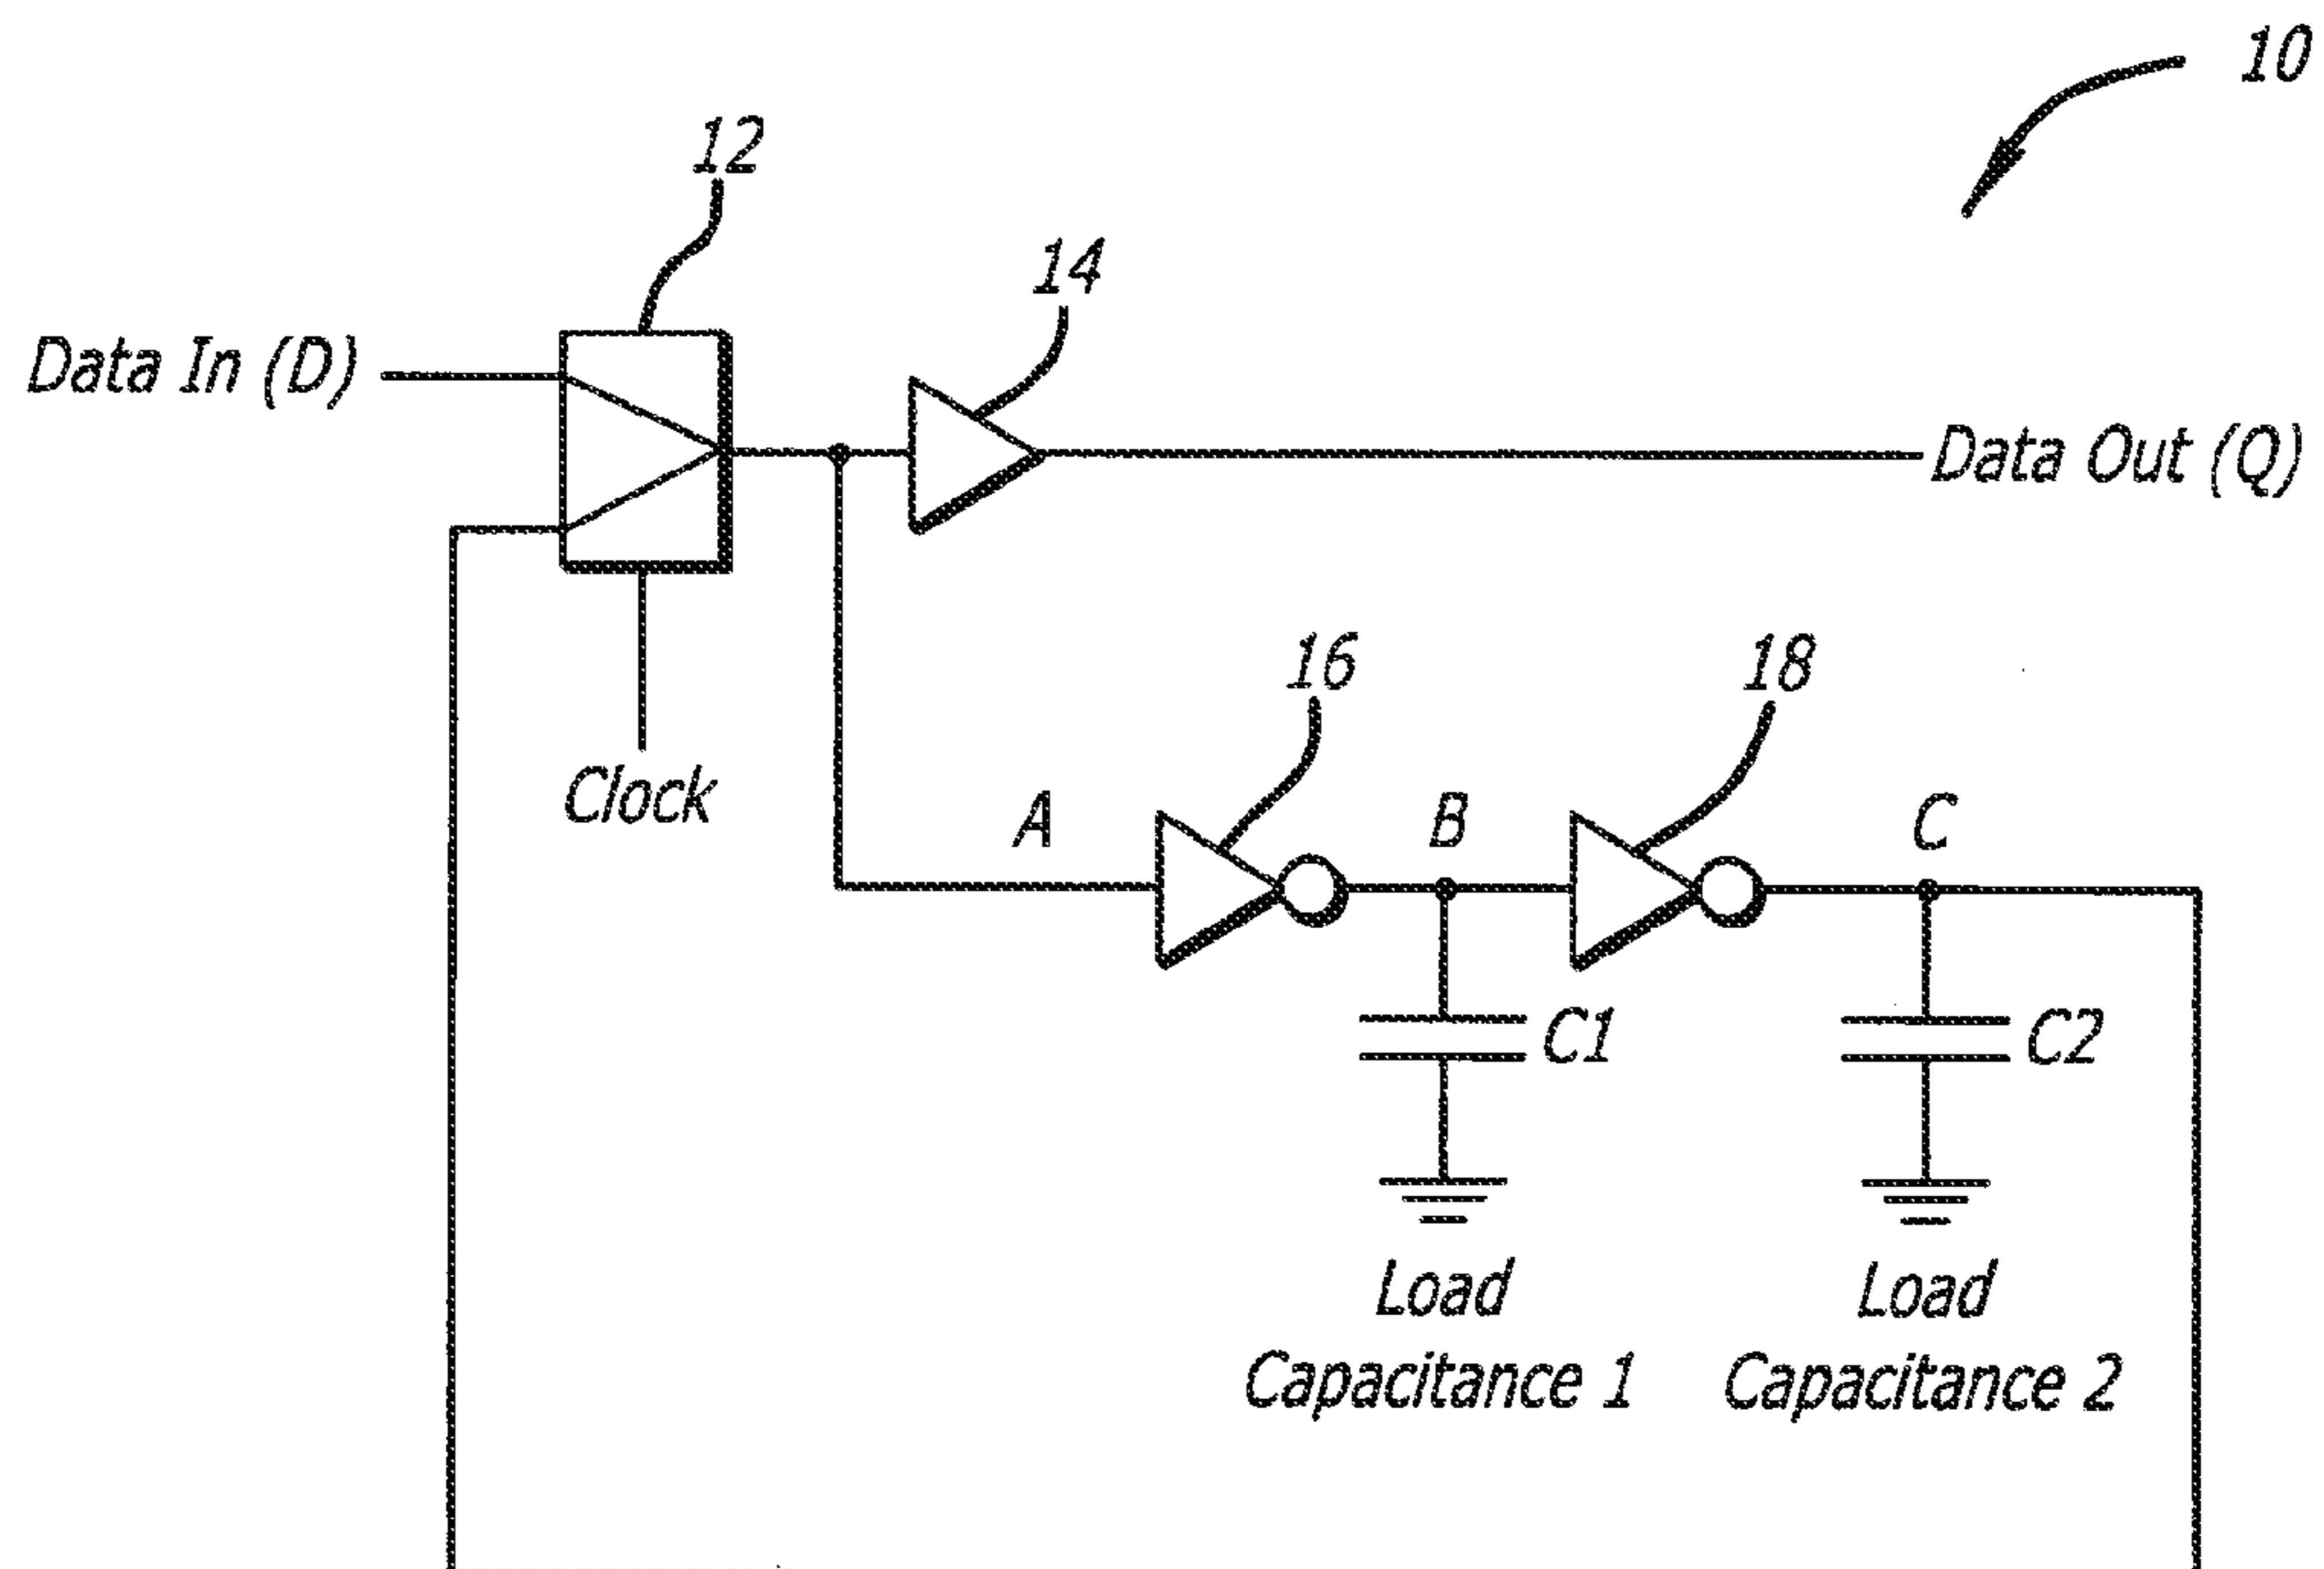 10
12
14
Data In (D)
Data Out (Q)
16
18
Clock
A
B
C
C1
C2
Load
Capacitance 1
Load
Capacitance 2